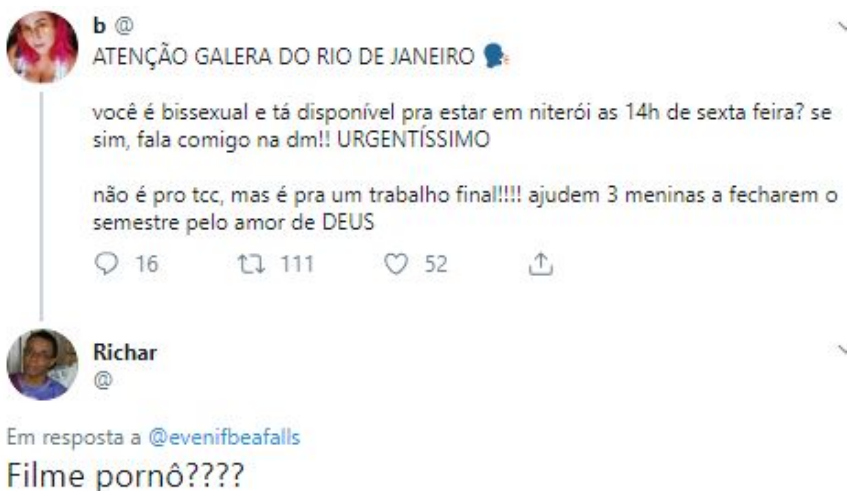 b @
ATENÇÃO GALERA DO RIO DE JANEIRO 🗣
você é bissexual e tá disponível pra estar em niterói as 14h de sexta feira? se
sim, fala comigo na dm!! URGENTÍSSIMO
não é pro tcc, mas é pra um trabalho final!!!! ajudem 3 meninas a fecharem o
semestre pelo amor de DEUS
16 111 52
Richar
@
Em resposta a @evenifbeafalls
Filme pornô????